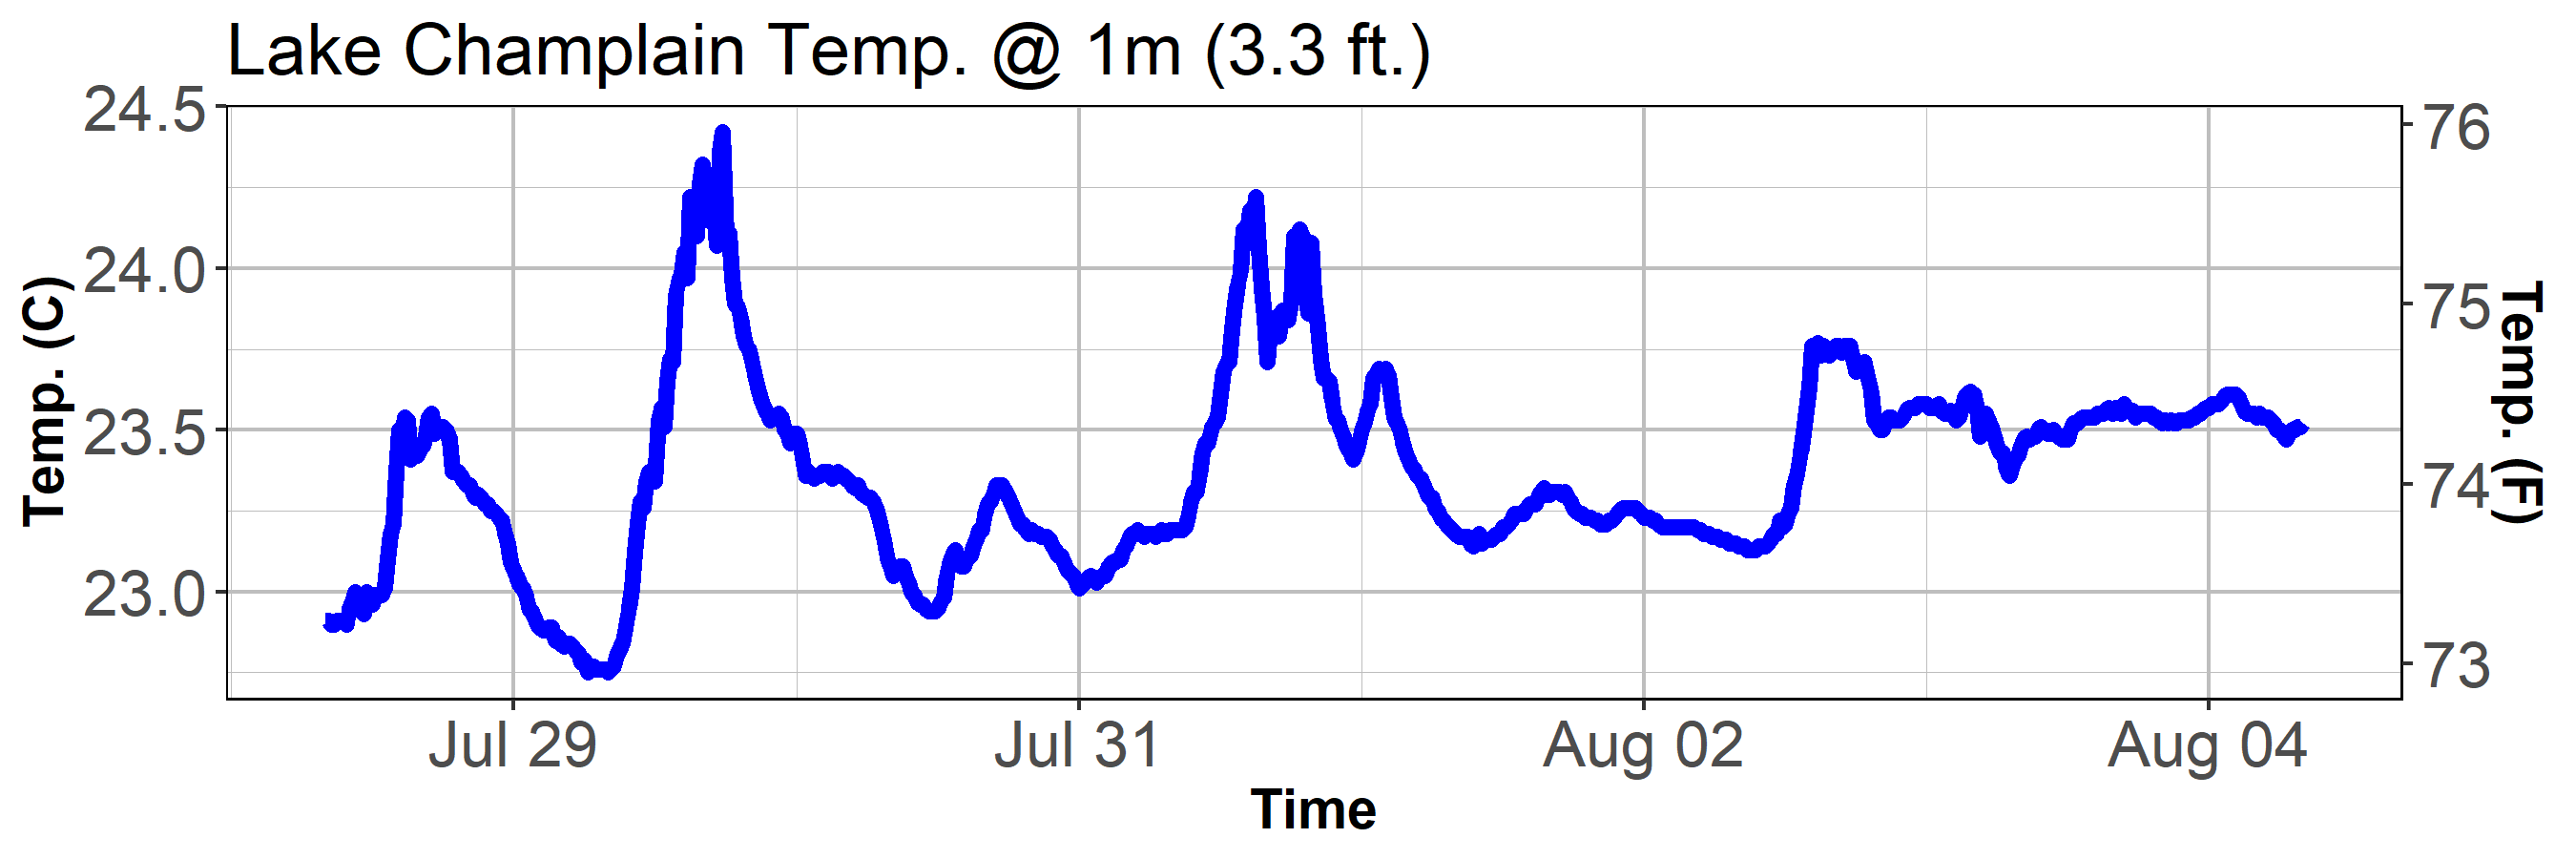 Lake Champlain Temp. @ 1m (3.3 ft.)
24.5
24.0
23.5
23.0
Temp. (C)
76
75
74
73
Temp. (F)
Jul 29
Jul 31
Aug 02
Aug 04
Time